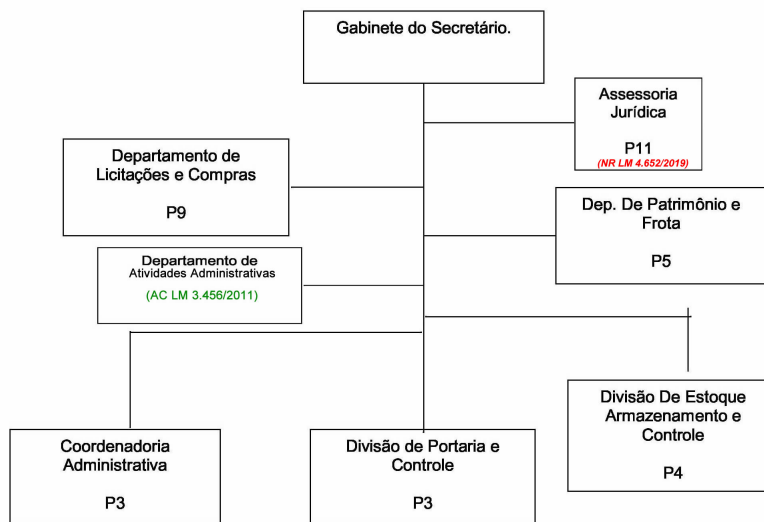 Gabinete do Secretário.
Assessoria
Jurídica
P11
(NR LM 4.652/2019)
Departamento de
Licitações e Compras
P9
Dep. De Patrimônio e
Frota
P5
Departamento de
Atividades Administrativas
(AC LM 3.456/2011)
Divisão De Estoque
Armazenamento e
Controle
P4
Coordenadoria
Administrativa
P3
Divisão de Portaria e
Controle
P3